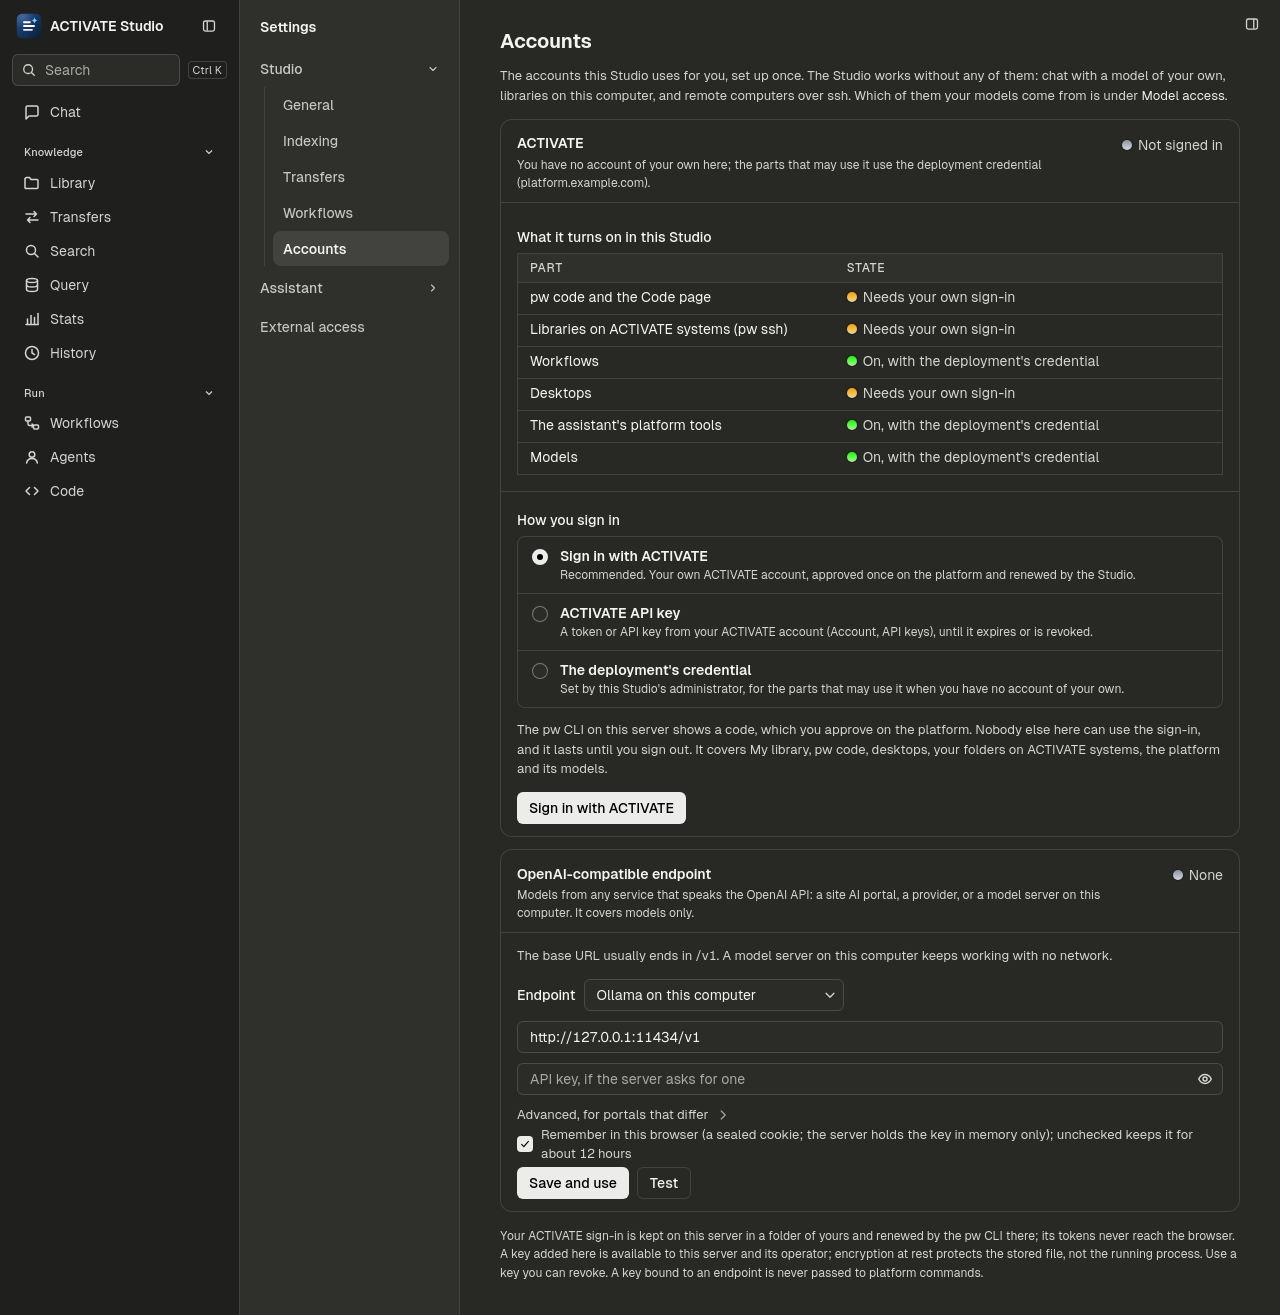 ACTIVATE Studio
Search
Ctrl K
Chat
Knowledge
Library
Transfers
Search
Query
Stats
History
Run
Workflows
Agents
Code
Settings
Studio
General
Indexing
Transfers
Workflows
Accounts
Assistant
External access
Accounts
The accounts this Studio uses for you, set up once. The Studio works without any of them: chat with a model of your own,
libraries on this computer, and remote computers over ssh. Which of them your models come from is under Model access.
ACTIVATE
Not signed in
You have no account of your own here; the parts that may use it use the deployment credential
(platform.example.com).
What it turns on in this Studio
PART STATE
pw code and the Code page Needs your own sign-in
Libraries on ACTIVATE systems (pw ssh) Needs your own sign-in
Workflows On, with the deployment's credential
Desktops Needs your own sign-in
The assistant's platform tools On, with the deployment's credential
Models On, with the deployment's credential
How you sign in
Sign in with ACTIVATE
Recommended. Your own ACTIVATE account, approved once on the platform and renewed by the Studio.
ACTIVATE API key
A token or API key from your ACTIVATE account (Account, API keys), until it expires or is revoked.
The deployment's credential
Set by this Studio's administrator, for the parts that may use it when you have no account of your own.
The pw CLI on this server shows a code, which you approve on the platform. Nobody else here can use the sign-in,
and it lasts until you sign out. It covers My library, pw code, desktops, your folders on ACTIVATE systems, the platform
and its models.
Sign in with ACTIVATE
OpenAI-compatible endpoint
None
Models from any service that speaks the OpenAI API: a site AI portal, a provider, or a model server on this
computer. It covers models only.
The base URL usually ends in /v1. A model server on this computer keeps working with no network.
Endpoint Ollama on this computer
http://127.0.0.1:11434/v1
API key, if the server asks for one
Advanced, for portals that differ
Remember in this browser (a sealed cookie; the server holds the key in memory only); unchecked keeps it for
about 12 hours
Save and use Test
Your ACTIVATE sign-in is kept on this server in a folder of yours and renewed by the pw CLI there; its tokens never reach the browser.
A key added here is available to this server and its operator; encryption at rest protects the stored file, not the running process. Use a
key you can revoke. A key bound to an endpoint is never passed to platform commands.